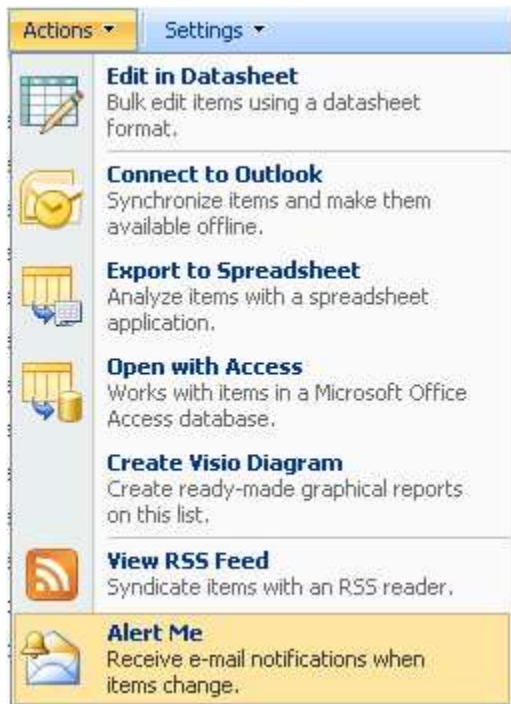 Actions Settings
Edit in Datasheet
Bulk edit items using a datasheet
format.
Connect to Outlook
Synchronize items and make them
available offline.
Export to Spreadsheet
Analyze items with a spreadsheet
application.
Open with Access
Works with items in a Microsoft Office
Access database.
Create Visio Diagram
Create ready-made graphical reports
on this list.
View RSS Feed
Syndicate items with an RSS reader.
Alert Me
Receive e-mail notifications when
items change.